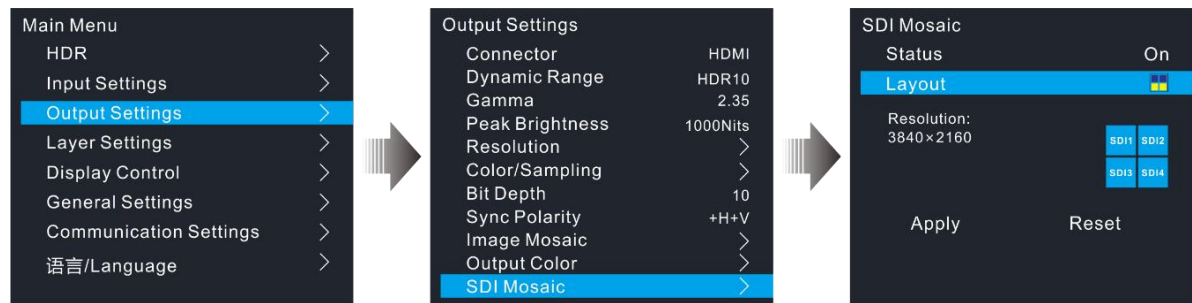 Main Menu
HDR
Input Settings
Output Settings
Layer Settings
Display Control
General Settings
Communication Settings
语言/Language
Output Settings
Connector HDMI
Dynamic Range HDR10
Gamma 2.35
Peak Brightness 1000Nits
Resolution
Color/Sampling
Bit Depth 10
Sync Polarity +H+V
Image Mosaic
Output Color
SDI Mosaic
SDI Mosaic
Status On
Layout
Resolution:
3840×2160
SDI1 SDI2
SDI3 SDI4
Apply Reset